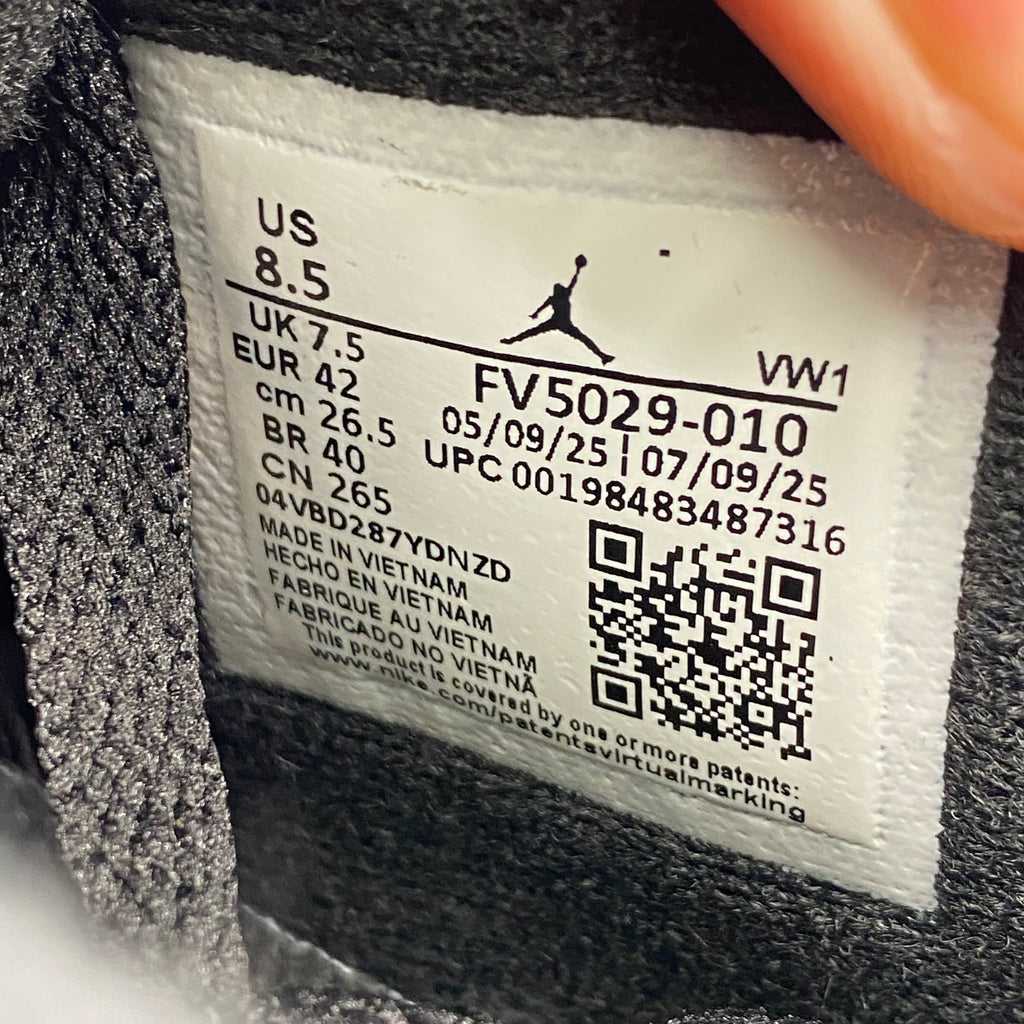 US
8.5
VW1
UK 7.5
EUR 42
cm 26.5
BR 40
CN 265
FV5029-010
05/09/25 | 07/09/25
UPC 00198483487316
04VBD287YDNZD
MADE IN VIETNAM
HECHO EN VIETNAM
FABRIQUE AU VIETNAM
FABRICADO NO VIETNÃ
This product is covered by one or more patents:
www.nike.com/patentsvirtualmarking